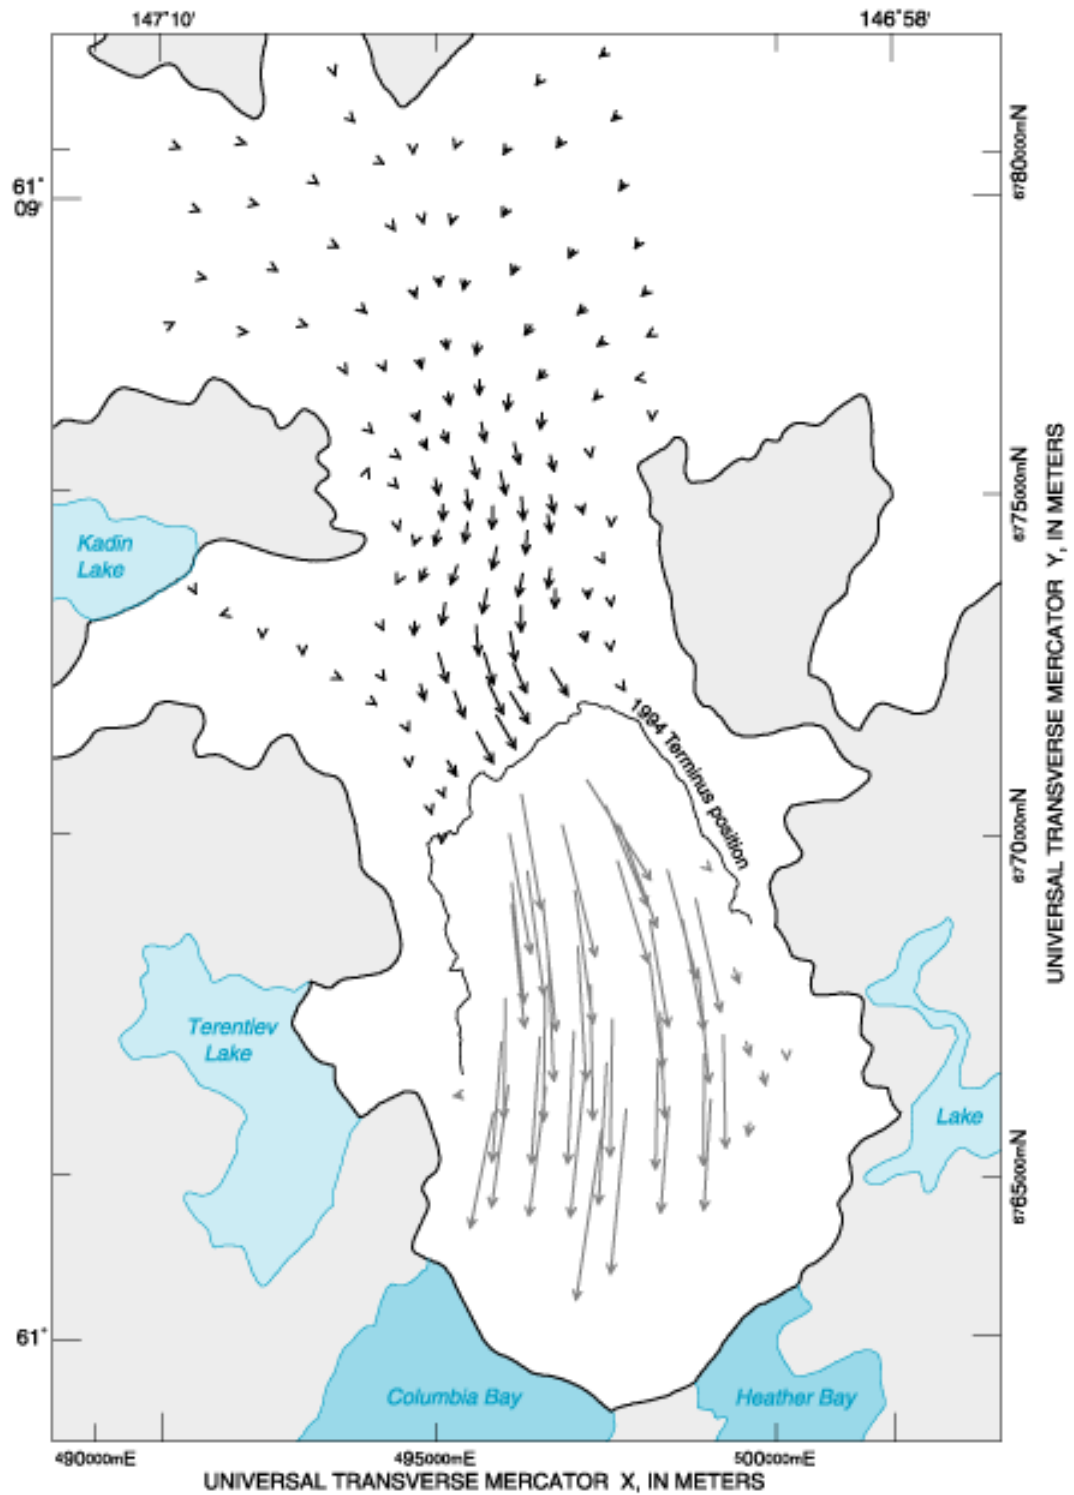 147°10'
146°58'
61°
09'
6780000mN
6775000mN
Kadin
Lake
1994 Terminus position
6770000mN
UNIVERSAL TRANSVERSE MERCATOR Y, IN METERS
Terentiev
Lake
Lake
6765000mN
61°
Columbia Bay
Heather Bay
490000mE
495000mE
500000mE
UNIVERSAL TRANSVERSE MERCATOR X, IN METERS